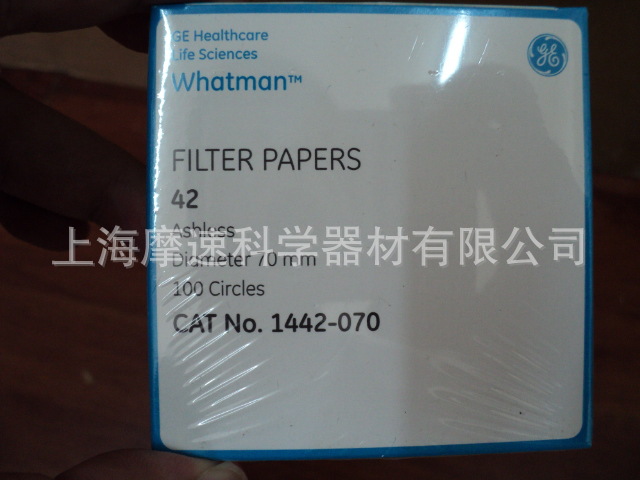 GE Healthcare
Life Sciences
Whatman™
GE
FILTER PAPERS
42
Ashless
上海摩速科学器材有限公司
Diameter 70 mm
100 Circles
CAT No. 1442-070